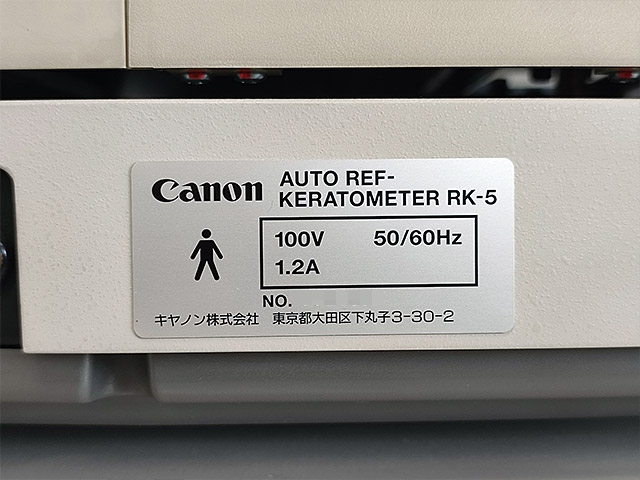 Canon AUTO REF-
KERATOMETER RK-5
100V 50/60Hz
1.2A
NO.
キヤノン株式会社 東京都大田区下丸子3-30-2